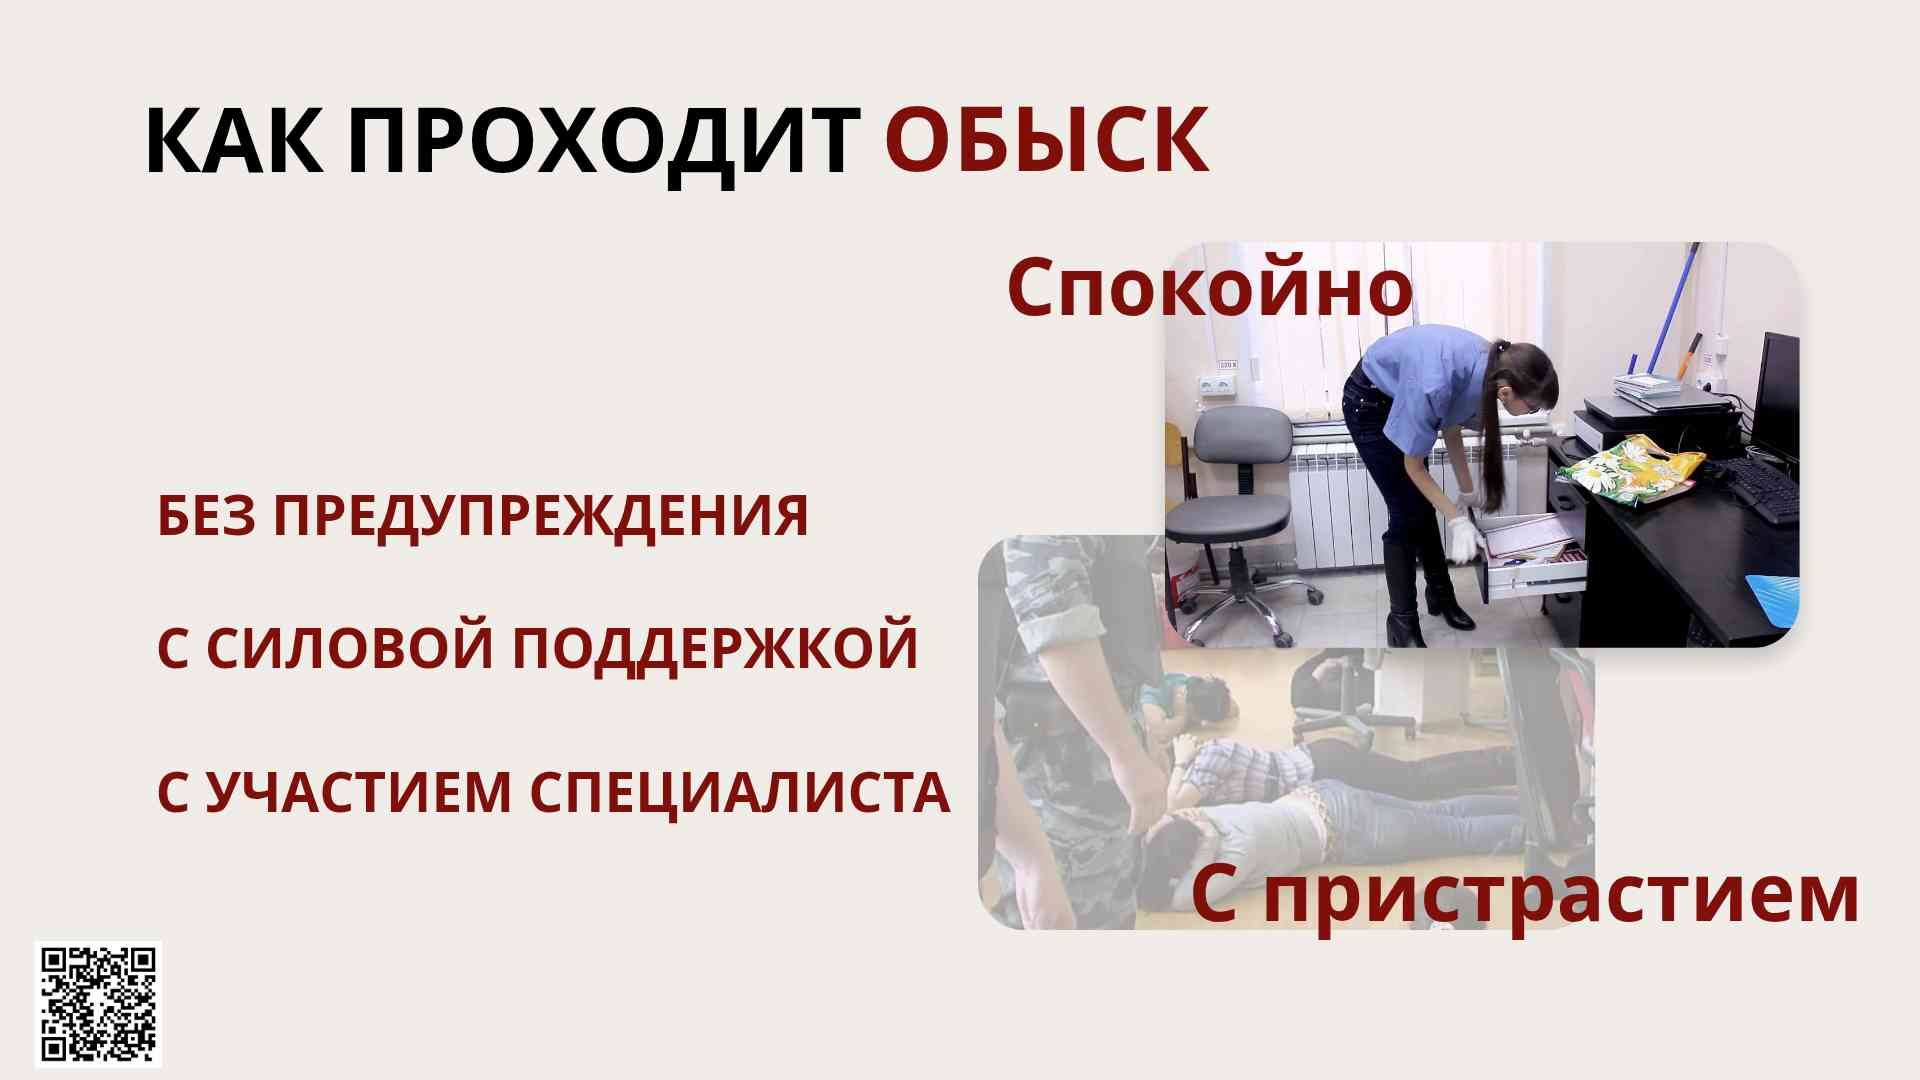 КАК ПРОХОДИТ ОБЫСК
Спокойно
БЕЗ ПРЕДУПРЕЖДЕНИЯ
С СИЛОВОЙ ПОДДЕРЖКОЙ
С УЧАСТИЕМ СПЕЦИАЛИСТА
С пристрастием